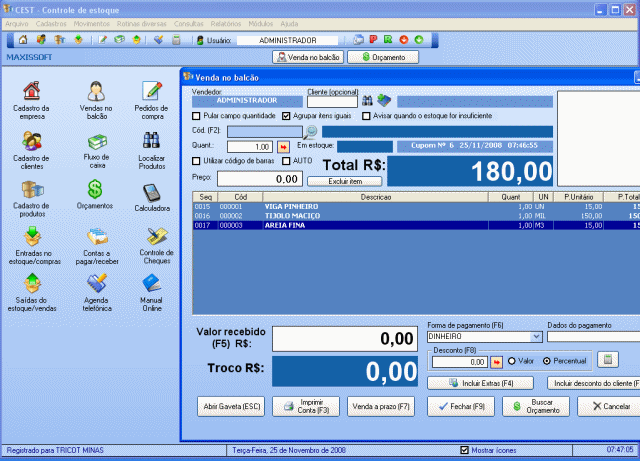 CEST - Controle de estoque
Arquivo Cadastros Movimentos Rotinas diversas Consultas Relatórios Módulos Ajuda
Usuário: ADMINISTRADOR
MAXISSOFT
Venda no balcão
Orçamento
Cadastro da empresa
Vendas no balcão
Pedidos de compra
Cadastro de clientes
Fluxo de caixa
Localizar Produtos
Cadastro de produtos
Orçamentos
Calculadora
Entradas no estoque/compras
Contas a pagar/receber
Controle de Cheques
Saídas do estoque/vendas
Agenda telefônica
Manual Online
Venda no balcão
Vendedor:
ADMINISTRADOR
Cliente (opcional):
Pular campo quantidade
Agrupar itens iguais
Avisar quando o estoque for insuficiente
Cód. (F2):
Quant.: 1,00
Em estoque:
Cupom Nº 6 25/11/2008 07:46:55
Utilizar código de barras
AUTO
Total R$: 180,00
Preço: 0,00
Excluir item
Seq Cód Descricao Quant UN P.Unitário P.Total
0015 000001 VIGA PINHEIRO 1,00 UN 15,00 15
0016 000002 TIJOLO MACIÇO 1,00 MIL 150,00 150
0017 000003 AREIA FINA 1,00 M3 15,00 15
Valor recebido (F5) R$: 0,00
Forma de pagamento (F6)
DINHEIRO
Dados do pagamento
Desconto (F8)
0,00
Valor
Percentual
Troco R$: 0,00
Incluir Extras (F4)
Incluir desconto do cliente (F
Abir Gaveta (ESC)
Imprimir Conta (F3)
Venda a prazo (F7)
Fechar (F9)
Buscar Orçamento
Cancelar
Registrado para TRICOT MINAS
Terça-Feira, 25 de Novembro de 2008
Mostrar ícones
07:47:05